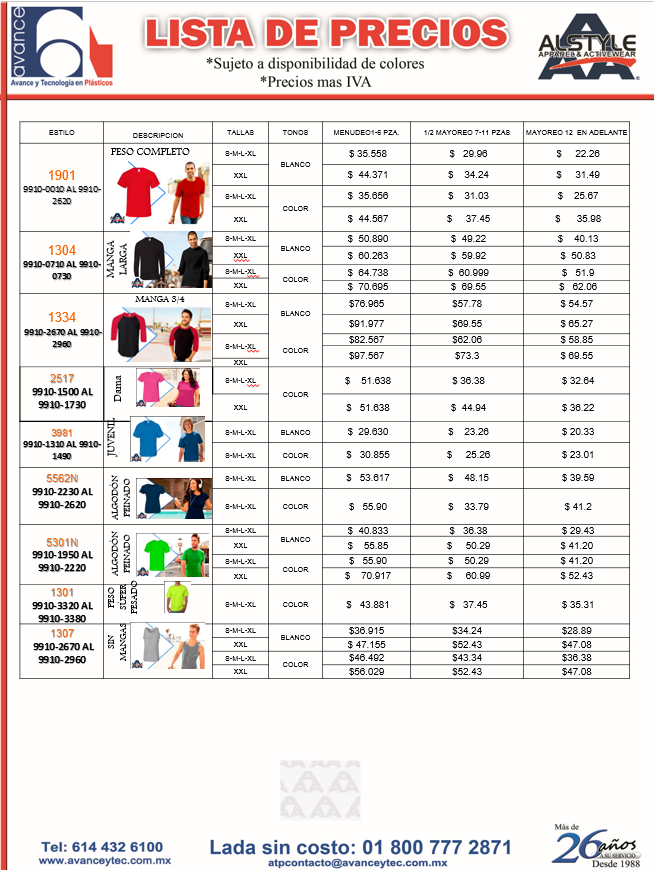 avance
Avance y Tecnología en Plásticos
LISTA DE PRECIOS
*Sujeto a disponibilidad de colores
*Precios mas IVA
ALSTYLE
APPAREL & ACTIVEWEAR
AAA
ESTILO DESCRIPCION TALLAS TONOS MENUDEO1-6 PZA. 1/2 MAYOREO 7-11 PZAS MAYOREO 12 EN ADELANTE
1901
9910-0010 AL 9910-
2620
PESO COMPLETO
S-M-L-XL BLANCO $ 35.558 $ 29.96 $ 22.26
XXL $ 44.371 $ 34.24 $ 31.49
S-M-L-XL COLOR $ 35.656 $ 31.03 $ 25.67
XXL $ 44.567 $ 37.45 $ 35.98
1304
9910-0710 AL 9910-
0730
MANGA
LARGA
S-M-L-XL BLANCO $ 50.890 $ 49.22 $ 40.13
XXL $ 60.263 $ 59.92 $ 50.83
S-M-L-XL COLOR $ 64.738 $ 60.999 $ 51.9
XXL $ 70.695 $ 69.55 $ 62.06
1334
9910-2670 AL 9910-
2960
MANGA 3/4
S-M-L-XL BLANCO $76.965 $57.78 $ 54.57
XXL $91.977 $69.55 $ 65.27
S-M-L-XL COLOR $82.567 $62.06 $ 58.85
XXL $97.567 $73.3 $ 69.55
2517
9910-1500 AL
9910-1730
Dama
S-M-L-XL COLOR $ 51.638 $ 36.38 $ 32.64
XXL $ 51.638 $ 44.94 $ 36.22
3981
9910-1310 AL 9910-
1490
JUVENIL
S-M-L-XL BLANCO $ 29.630 $ 23.26 $ 20.33
S-M-L-XL COLOR $ 30.855 $ 25.26 $ 23.01
5562N
9910-2230 AL
9910-2620
ALGODÓN
PEINADO
S-M-L-XL BLANCO $ 53.617 $ 48.15 $ 39.59
S-M-L-XL COLOR $ 55.90 $ 33.79 $ 41.2
5301N
9910-1950 AL
9910-2220
ALGODÓN
PEINADO
S-M-L-XL BLANCO $ 40.833 $ 36.38 $ 29.43
XXL $ 55.85 $ 50.29 $ 41.20
S-M-L-XL COLOR $ 55.90 $ 50.29 $ 41.20
XXL $ 70.917 $ 60.99 $ 52.43
1301
9910-3320 AL
9910-3380
PESO
SUPER
PESADO
S-M-L-XL COLOR $ 43.881 $ 37.45 $ 35.31
1307
9910-2670 AL
9910-2960
SIN
MANGAS
S-M-L-XL BLANCO $36.915 $34.24 $28.89
XXL $ 47.155 $52.43 $47.08
S-M-L-XL COLOR $46.492 $43.34 $36.38
XXL $56.029 $52.43 $47.08
Tel: 614 432 6100
www.avanceytec.com.mx
Lada sin costo: 01 800 777 2871
atpcontacto@avanceytec.com.mx
Más de
26 años
A SU SERVICIO
Desde 1988